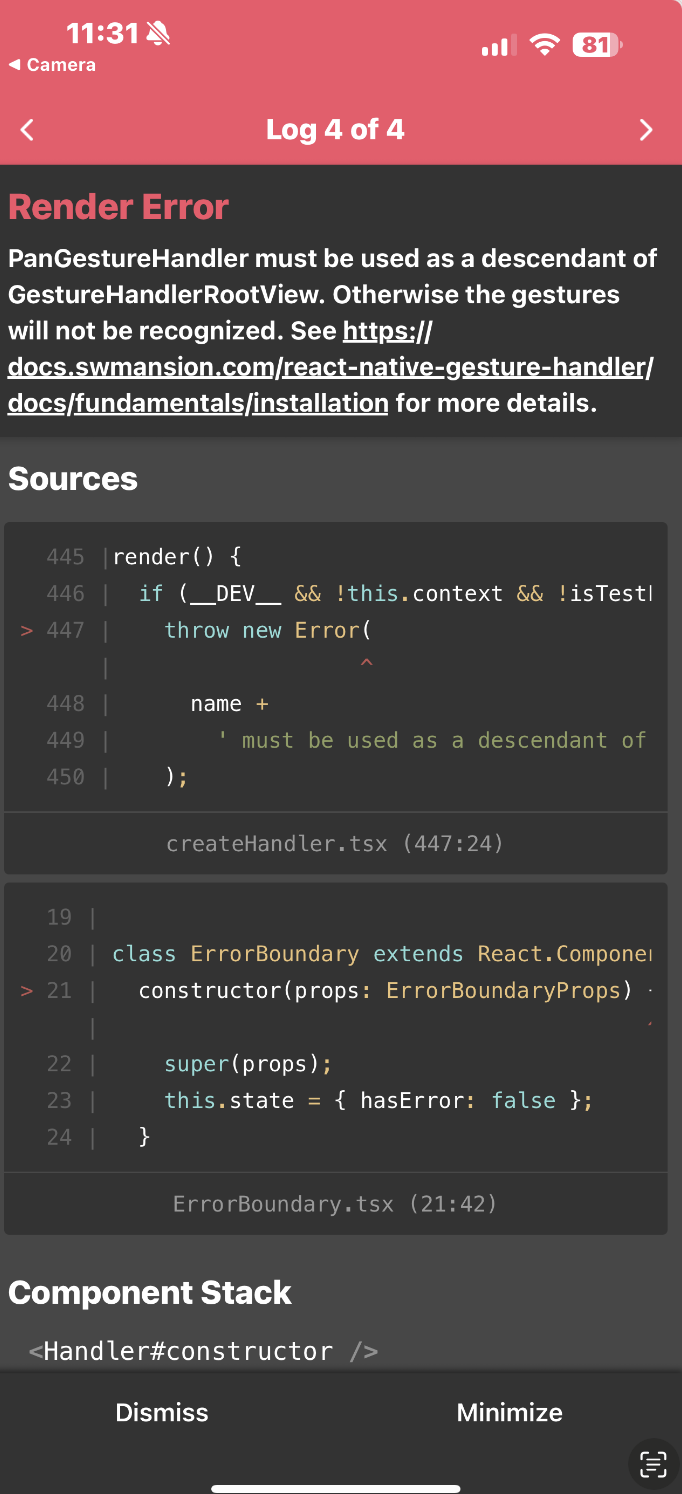 11:31
81
◀ Camera
Log 4 of 4
Render Error
PanGestureHandler must be used as a descendant of
GestureHandlerRootView. Otherwise the gestures
will not be recognized. See https://
docs.swmansion.com/react-native-gesture-handler/
docs/fundamentals/installation for more details.
Sources
445 |render() {
446 |  if (__DEV__ && !this.context && !isTest
> 447 |    throw new Error(
|                   ^
448 |      name +
449 |        ' must be used as a descendant of
450 |    );
createHandler.tsx (447:24)
19 |
20 | class ErrorBoundary extends React.Componen
> 21 |   constructor(props: ErrorBoundaryProps)
|
22 |     super(props);
23 |     this.state = { hasError: false };
24 |   }
ErrorBoundary.tsx (21:42)
Component Stack
<Handler#constructor />
Dismiss
Minimize